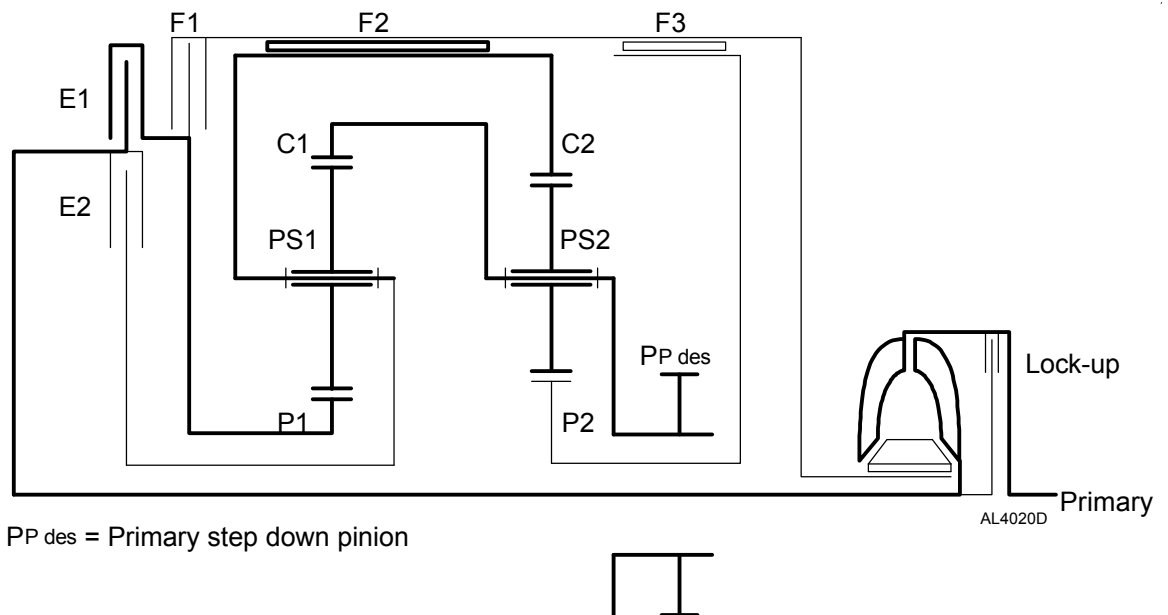 F1 F2 F3
E1
C1 C2
E2
PS1 PS2
PP des
Lock-up
P1 P2
Primary
AL4020D
PP des = Primary step down pinion